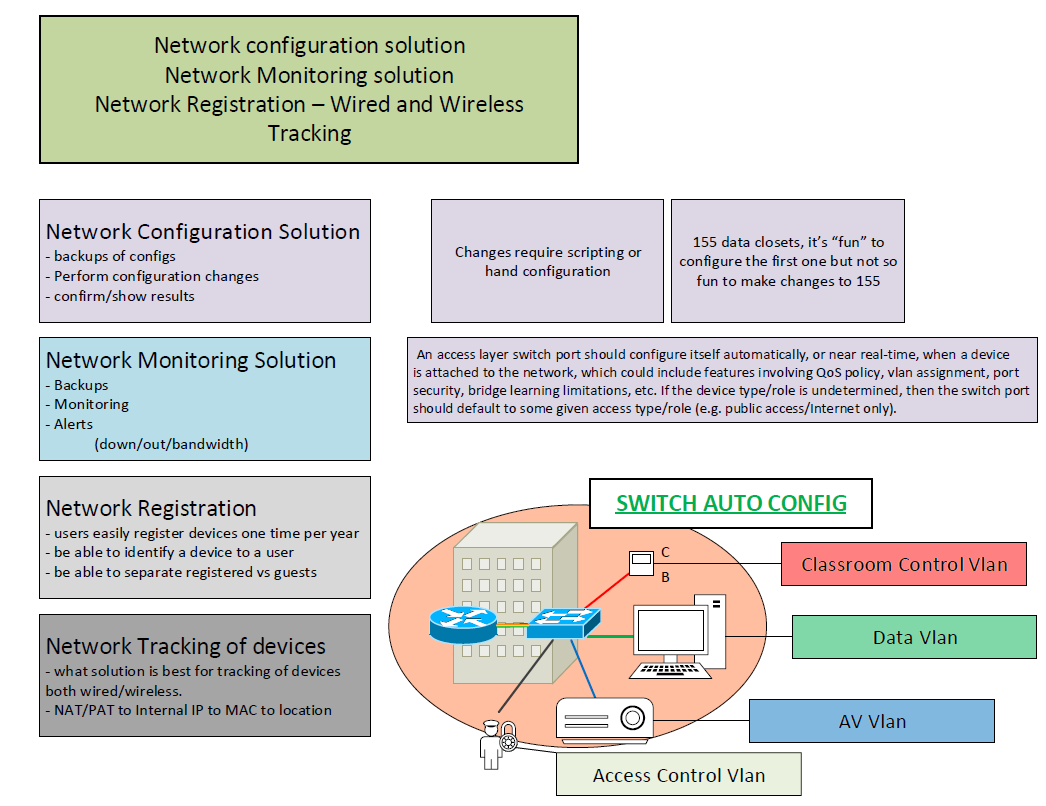 Network configuration solution
Network Monitoring solution
Network Registration – Wired and Wireless
Tracking
Network Configuration Solution
- backups of configs
- Perform configuration changes
- confirm/show results
Changes require scripting or
hand configuration
155 data closets, it’s “fun” to
configure the first one but not so
fun to make changes to 155
Network Monitoring Solution
- Backups
- Monitoring
- Alerts
(down/out/bandwidth)
An access layer switch port should configure itself automatically, or near real-time, when a device
is attached to the network, which could include features involving QoS policy, vlan assignment, port
security, bridge learning limitations, etc. If the device type/role is undetermined, then the switch port
should default to some given access type/role (e.g. public access/Internet only).
Network Registration
- users easily register devices one time per year
- be able to identify a device to a user
- be able to separate registered vs guests
Network Tracking of devices
- what solution is best for tracking of devices
both wired/wireless.
- NAT/PAT to Internal IP to MAC to location
SWITCH AUTO CONFIG
C
B
Classroom Control Vlan
Data Vlan
AV Vlan
Access Control Vlan